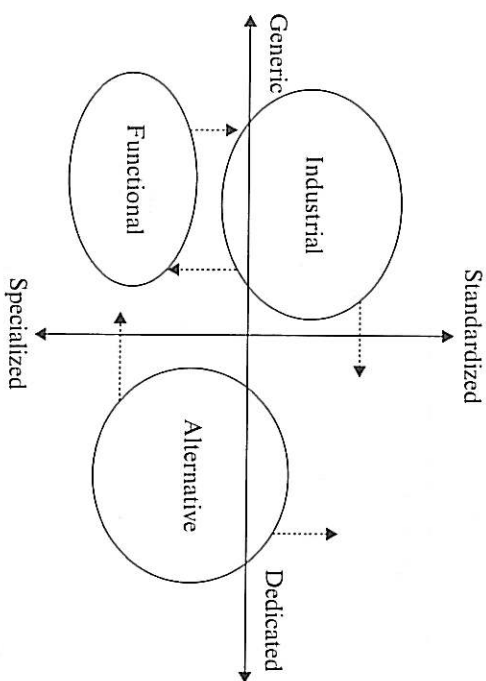 Standardized
Industrial
Generic
Dedicated
Alternative
Functional
Specialized